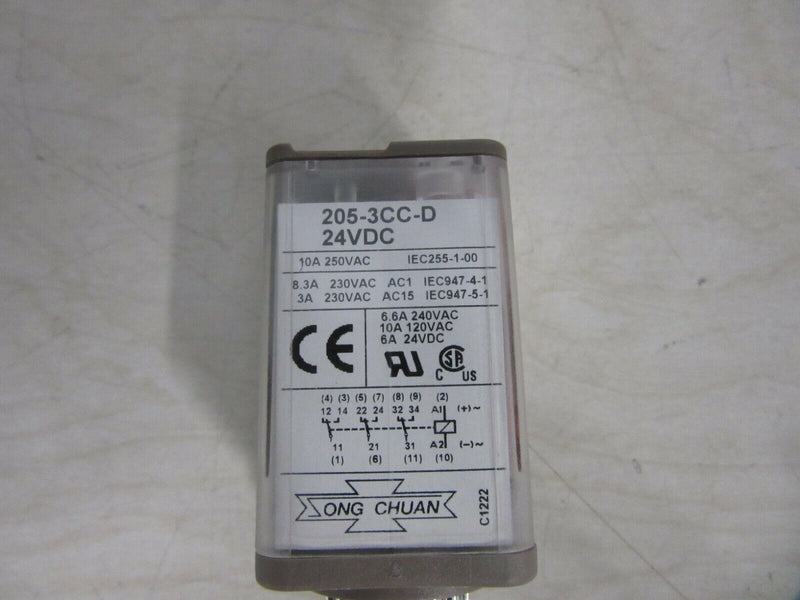 205-3CC-D
24VDC
10A 250VAC IEC255-1-00
8.3A 230VAC AC1 IEC947-4-1
3A 230VAC AC15 IEC947-5-1
CE
6.6A 240VAC
10A 120VAC
6A 24VDC
RU C SA US
(4) (3) (5) (7) (8) (9) (2)
12 14 22 24 32 34 A1 (+)~
11 21 31 A2 (-)~
(1) (6) (11) (10)
SONG CHUAN
C1222